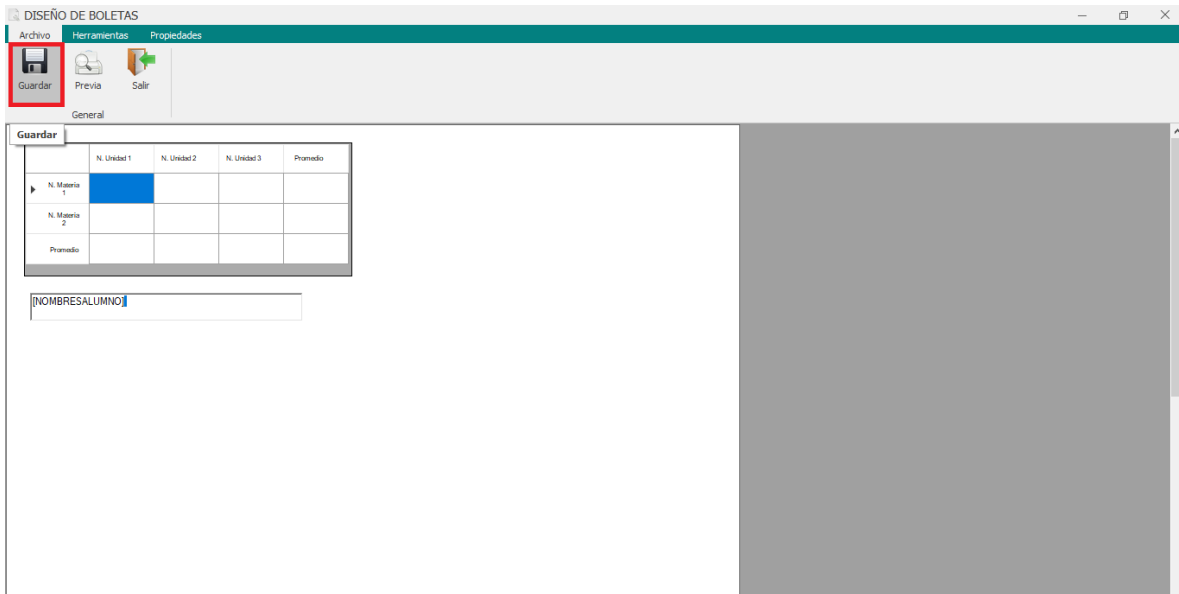 DISEÑO DE BOLETAS
Archivo Herramientas Propiedades
Guardar Previa Salir
General
Guardar
N. Unidad 1 N. Unidad 2 N. Unidad 3 Promedio
N. Materia
1
N. Materia
2
Promedio
[NOMBRESALUMNO]